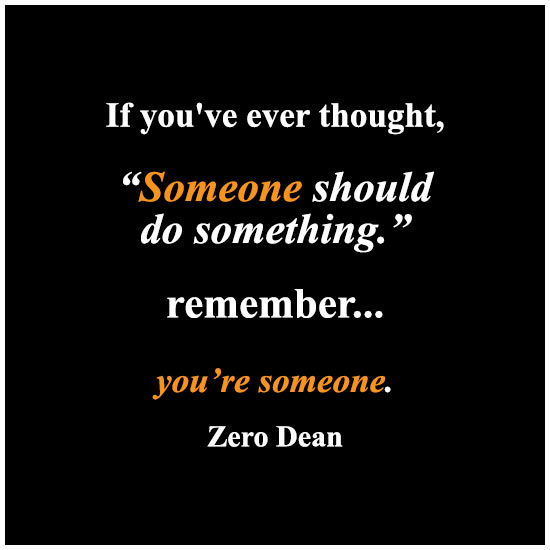 If you've ever thought,
“Someone should
do something.”
remember...
you’re someone.
Zero Dean